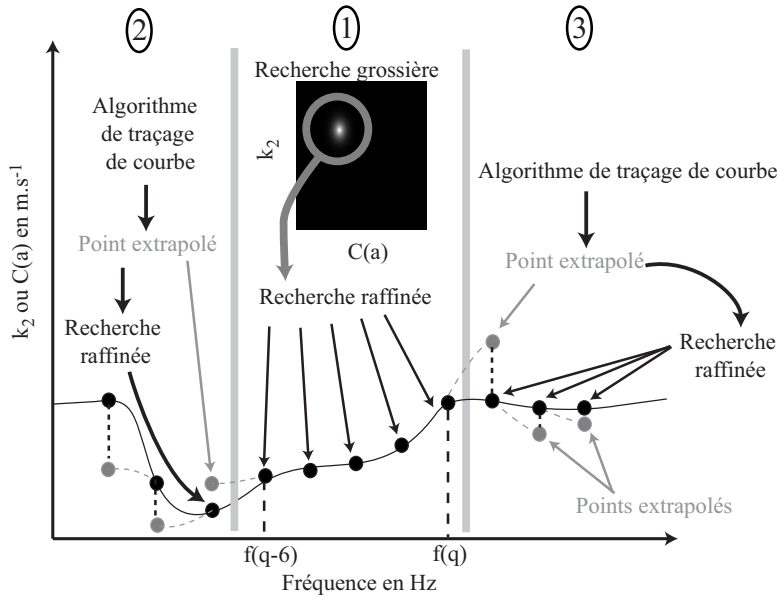 2
1
3
Recherche grossière
Algorithme
de traçage
de courbe
k₂
C(a)
Algorithme de traçage de courbe
Point extrapolé
Point extrapolé
Recherche raffinée
Recherche
raffinée
Recherche
raffinée
Points extrapolés
k₂ ou C(a) en m.s⁻¹
f(q-6)
f(q)
Fréquence en Hz